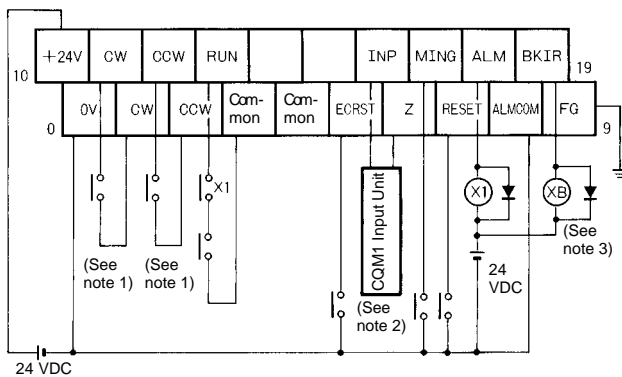 +24V CW CCW RUN INP MING ALM BKIR
10 19
0V CW CCW Com-
mon Com-
mon ECRST Z RESET ALMCOM FG
0 9
X1
CQM1 Input Unit
X1
XB
(See
note 1)
(See
note 1)
(See
note 2)
(See
note 3)
24
VDC
24 VDC